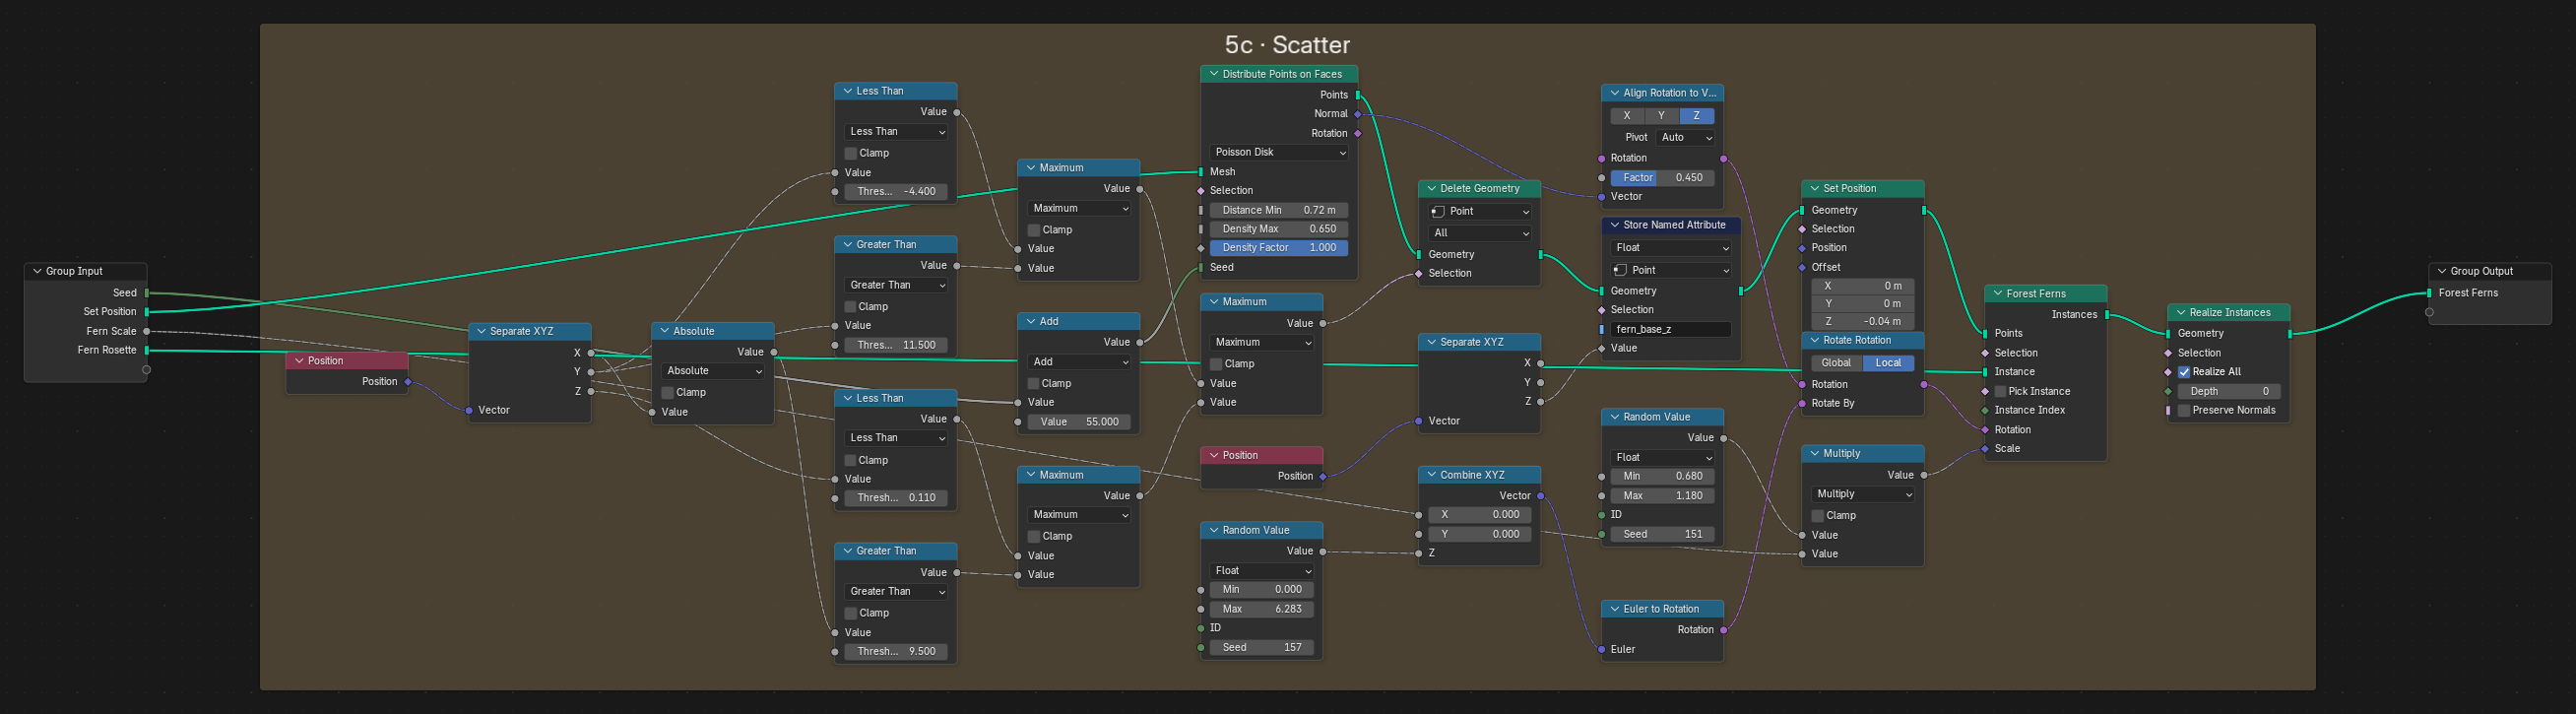 5c · Scatter
Group Input
Seed
Set Position
Fern Scale
Fern Rosette
Position
Position
Separate XYZ
X
Y
Z
Vector
Absolute
Value
Absolute
Clamp
Value
Less Than
Value
Less Than
Clamp
Value
Thres... -4.400
Greater Than
Value
Greater Than
Clamp
Value
Thres... 11.500
Less Than
Value
Less Than
Clamp
Value
Thresh... 0.110
Greater Than
Value
Greater Than
Clamp
Value
Thresh... 9.500
Maximum
Value
Maximum
Clamp
Value
Value
Add
Value
Add
Clamp
Value
Value 55.000
Maximum
Value
Maximum
Clamp
Value
Value
Distribute Points on Faces
Points
Normal
Rotation
Poisson Disk
Mesh
Selection
Distance Min 0.72 m
Density Max 0.650
Density Factor 1.000
Seed
Maximum
Value
Maximum
Clamp
Value
Value
Position
Position
Random Value
Value
Float
Min 0.000
Max 6.283
ID
Seed 157
Delete Geometry
Point
All
Geometry
Selection
Separate XYZ
X
Y
Z
Vector
Combine XYZ
Vector
X 0.000
Y 0.000
Z
Align Rotation to V...
X Y Z
Pivot Auto
Rotation
Factor 0.450
Vector
Store Named Attribute
Float
Point
Geometry
Selection
fern_base_z
Value
Random Value
Value
Float
Min 0.680
Max 1.180
ID
Seed 151
Euler to Rotation
Rotation
Euler
Set Position
Geometry
Selection
Position
Offset
X 0 m
Y 0 m
Z -0.04 m
Rotate Rotation
Global Local
Rotation
Rotate By
Multiply
Value
Multiply
Clamp
Value
Value
Forest Ferns
Instances
Points
Selection
Instance
Pick Instance
Instance Index
Rotation
Scale
Realize Instances
Geometry
Selection
Realize All
Depth 0
Preserve Normals
Group Output
Forest Ferns